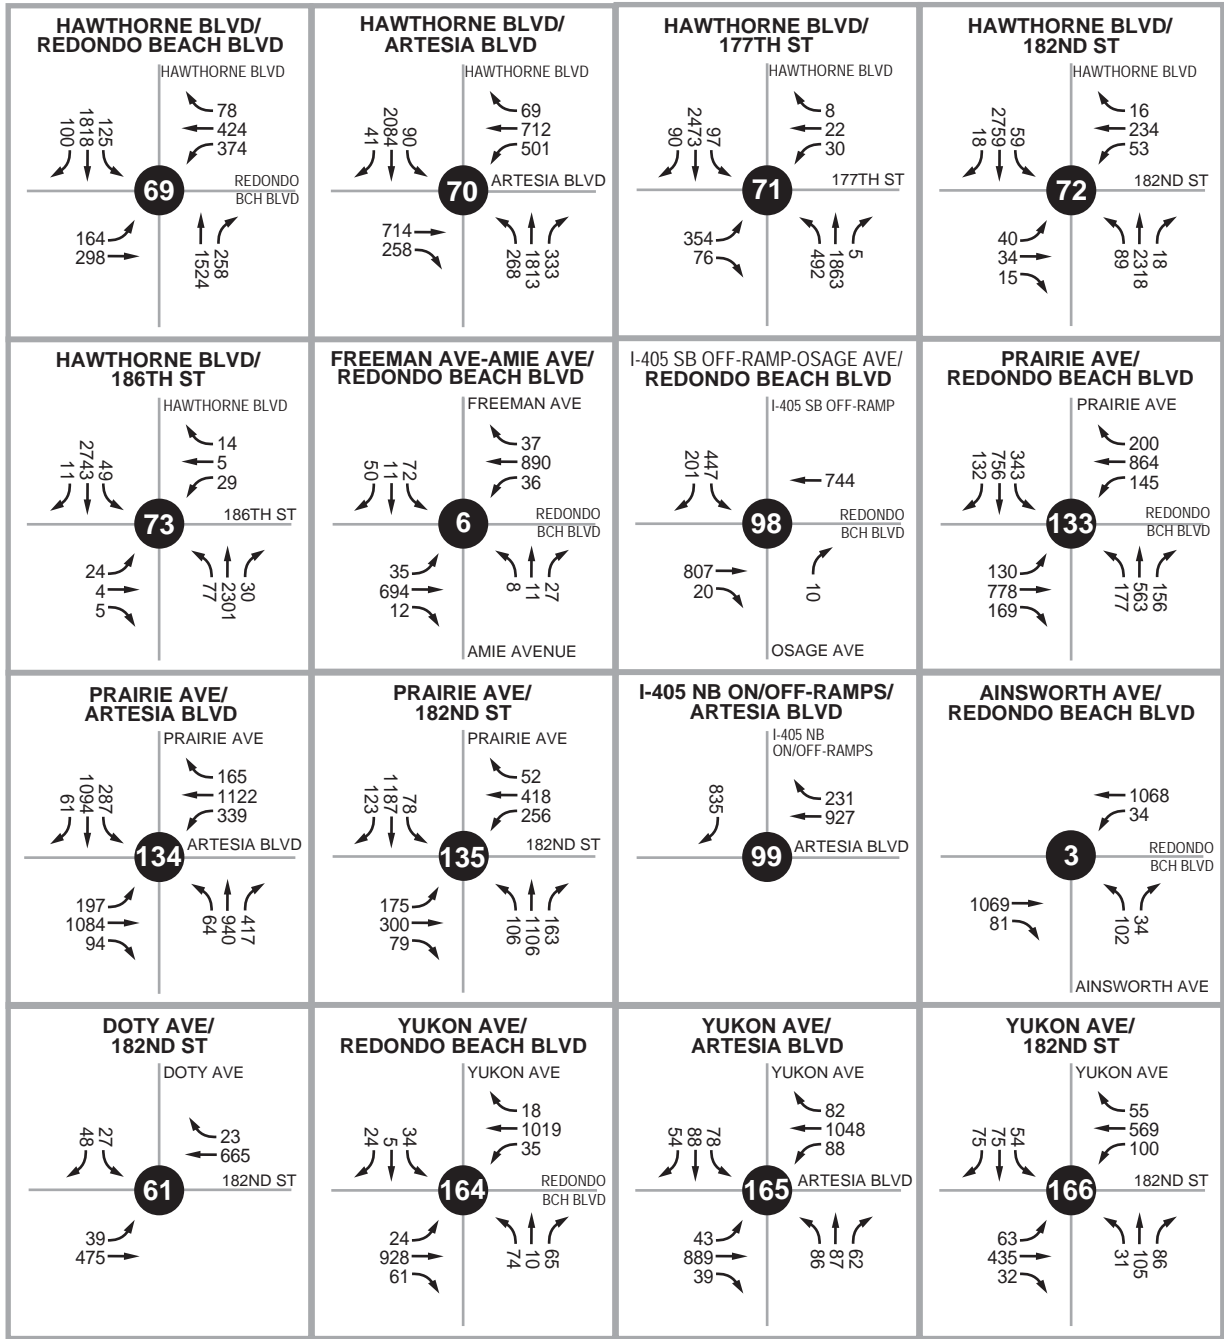 HAWTHORNE BLVD/
REDONDO BEACH BLVD
HAWTHORNE BLVD
100
1818
125
78
424
374
69
REDONDO
BCH BLVD
164
298
1524
258
HAWTHORNE BLVD/
ARTESIA BLVD
HAWTHORNE BLVD
41
2084
90
69
712
501
70
ARTESIA BLVD
714
258
268
1813
333
HAWTHORNE BLVD/
177TH ST
HAWTHORNE BLVD
90
2473
97
8
22
30
71
177TH ST
354
76
492
1863
5
HAWTHORNE BLVD/
182ND ST
HAWTHORNE BLVD
18
2759
59
16
234
53
72
182ND ST
40
34
15
89
2318
18
HAWTHORNE BLVD/
186TH ST
HAWTHORNE BLVD
11
2743
49
14
5
29
73
186TH ST
24
4
5
77
2301
30
FREEMAN AVE-AMIE AVE/
REDONDO BEACH BLVD
FREEMAN AVE
50
11
72
37
890
36
6
REDONDO
BCH BLVD
35
694
12
8
11
27
AMIE AVENUE
I-405 SB OFF-RAMP-OSAGE AVE/
REDONDO BEACH BLVD
I-405 SB OFF-RAMP
201
447
744
98
REDONDO
BCH BLVD
807
20
10
OSAGE AVE
PRAIRIE AVE/
REDONDO BEACH BLVD
PRAIRIE AVE
132
756
343
200
864
145
133
REDONDO
BCH BLVD
130
778
169
177
563
156
PRAIRIE AVE/
ARTESIA BLVD
PRAIRIE AVE
61
1094
287
165
1122
339
134
ARTESIA BLVD
197
1084
94
64
940
417
PRAIRIE AVE/
182ND ST
PRAIRIE AVE
123
1187
78
52
418
256
135
182ND ST
175
300
79
106
1106
163
I-405 NB ON/OFF-RAMPS/
ARTESIA BLVD
I-405 NB
ON/OFF-RAMPS
835
231
927
99
ARTESIA BLVD
AINSWORTH AVE/
REDONDO BEACH BLVD
1068
34
3
REDONDO
BCH BLVD
1069
81
102
34
AINSWORTH AVE
DOTY AVE/
182ND ST
DOTY AVE
48
27
23
665
61
182ND ST
39
475
YUKON AVE/
REDONDO BEACH BLVD
YUKON AVE
24
5
34
18
1019
35
164
REDONDO
BCH BLVD
24
928
61
74
10
65
YUKON AVE/
ARTESIA BLVD
YUKON AVE
54
88
78
82
1048
88
165
ARTESIA BLVD
43
889
39
86
87
62
YUKON AVE/
182ND ST
YUKON AVE
75
75
54
55
569
100
166
182ND ST
63
435
32
31
105
86